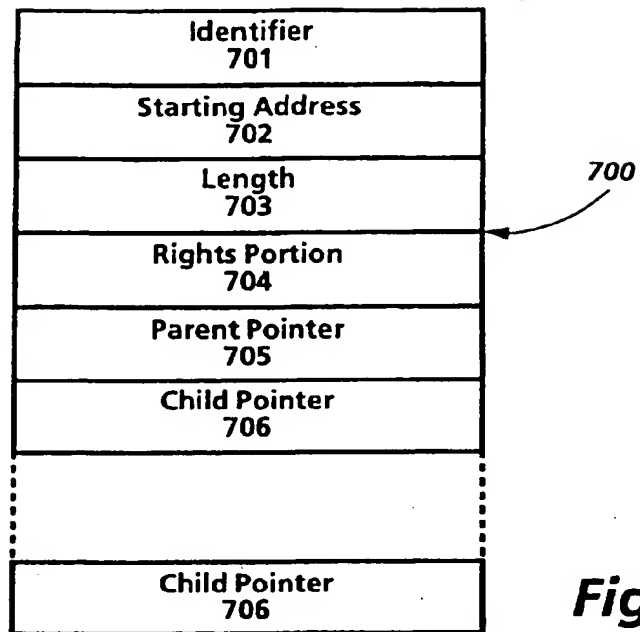 Identifier
701
Starting Address
702
Length
703
700
Rights Portion
704
Parent Pointer
705
Child Pointer
706
Child Pointer
706
Fig